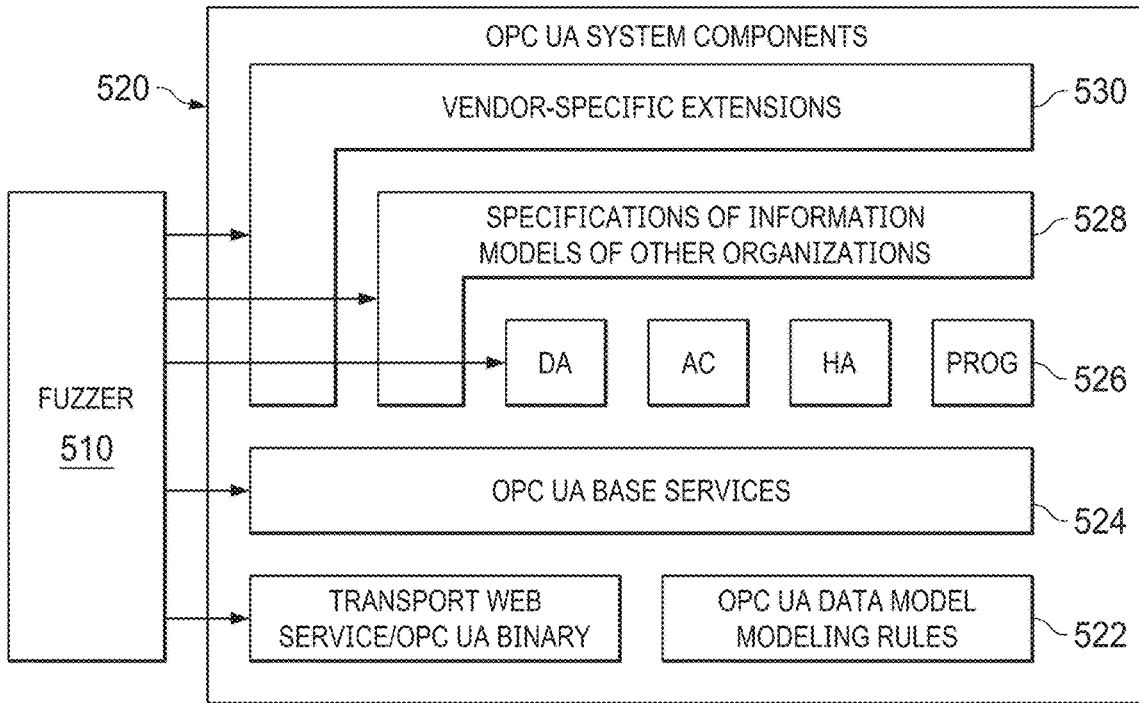 OPC UA SYSTEM COMPONENTS
520
VENDOR-SPECIFIC EXTENSIONS
530
SPECIFICATIONS OF INFORMATION
MODELS OF OTHER ORGANIZATIONS
528
DA
AC
HA
PROG
526
FUZZER
510
OPC UA BASE SERVICES
524
TRANSPORT WEB
SERVICE/OPC UA BINARY
OPC UA DATA MODEL
MODELING RULES
522